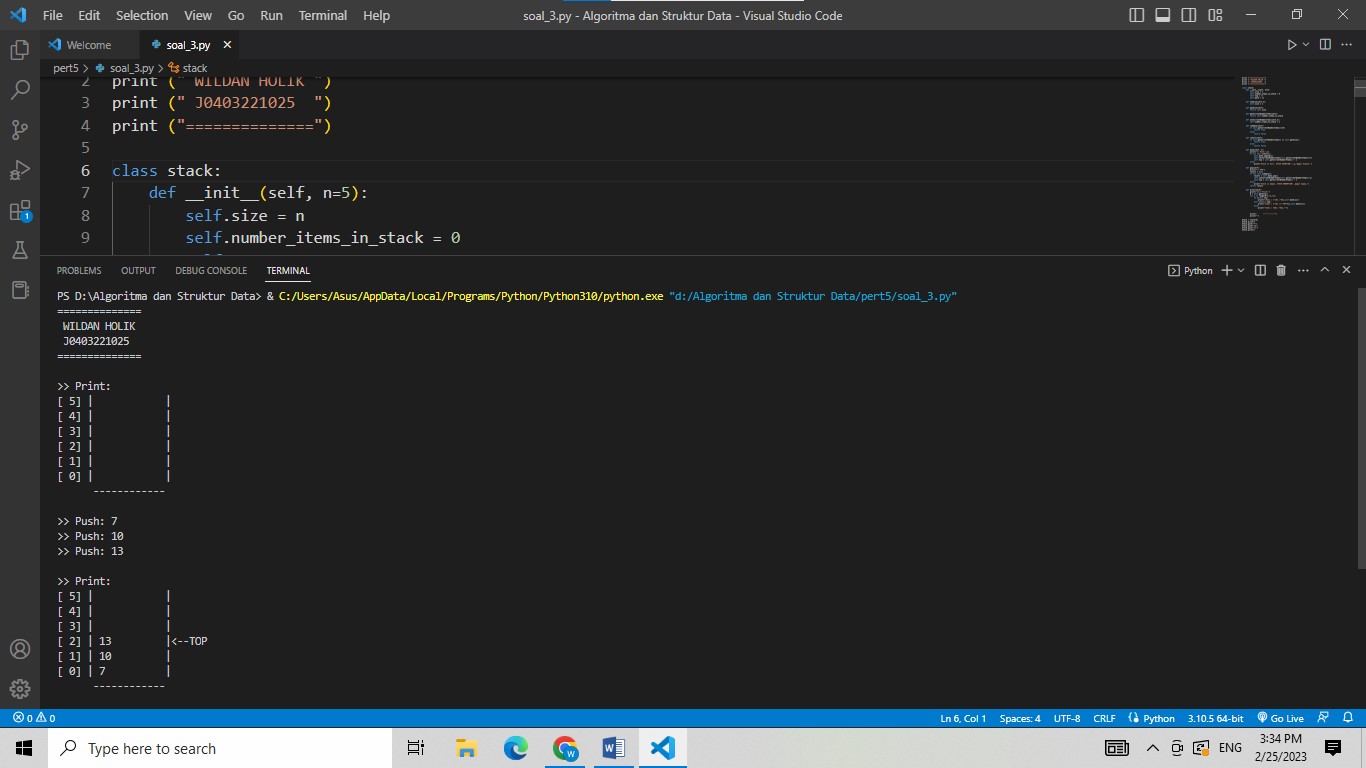 File Edit Selection View Go Run Terminal Help soal_3.py - Algoritma dan Struktur Data - Visual Studio Code
Welcome soal_3.py
pert5 > soal_3.py > stack
2 print (" WILDAN HOLIK ")
3 print (" J0403221025  ")
4 print ("==============")
5
6 class stack:
7 def __init__(self, n=5):
8 self.size = n
9 self.number_items_in_stack = 0
1
PROBLEMS OUTPUT DEBUG CONSOLE TERMINAL Python
PS D:\Algoritma dan Struktur Data> & C:/Users/Asus/AppData/Local/Programs/Python/Python310/python.exe "d:/Algoritma dan Struktur Data/pert5/soal_3.py"
==============
WILDAN HOLIK
J0403221025
==============
>> Print:
[ 5] |            |
[ 4] |            |
[ 3] |            |
[ 2] |            |
[ 1] |            |
[ 0] |            |
------------
>> Push: 7
>> Push: 10
>> Push: 13
>> Print:
[ 5] |            |
[ 4] |            |
[ 3] |            |
[ 2] | 13         |<--TOP
[ 1] | 10         |
[ 0] | 7          |
------------
0 0 Ln 6, Col 1 Spaces: 4 UTF-8 CRLF Python 3.10.5 64-bit Go Live
Type here to search ENG 3:34 PM
2/25/2023